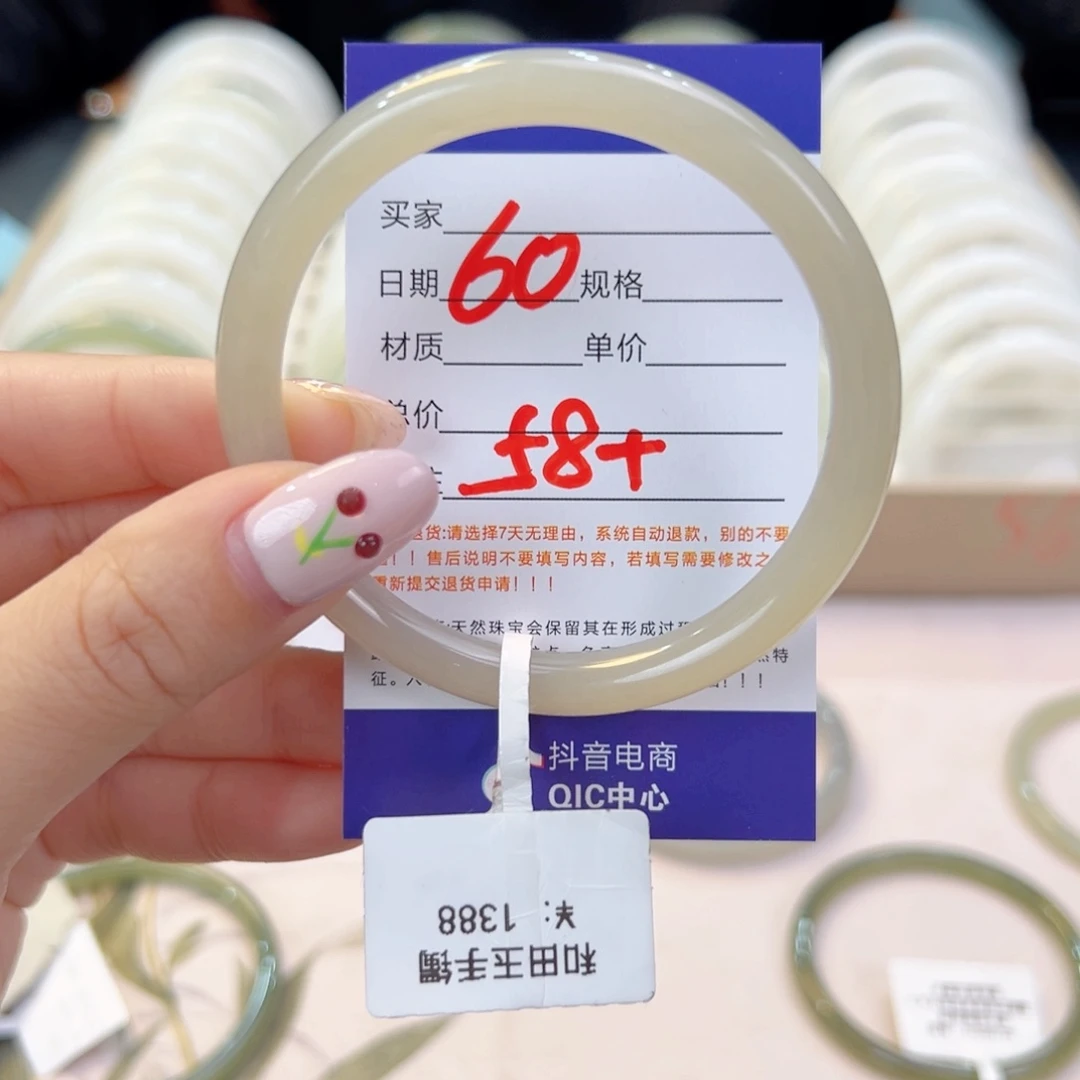 买家
60
日期 规格
材质 单价
总价
58+
退货:请选择7天无理由，系统自动退款，别的不要
！！售后说明不要填写内容，若填写需要修改之
重新提交退货申请！！！
天然珠宝会保留其在形成过
特
征。 ！！！
抖音电商
QIC中心
和田玉手镯
￥: 1388